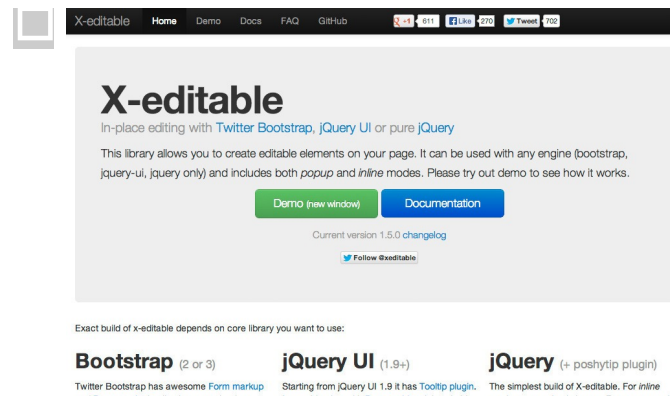 X-editable Home Demo Docs FAQ GitHub +1 611 Like 270 Tweet 702
X-editable
In-place editing with Twitter Bootstrap, jQuery UI or pure jQuery
This library allows you to create editable elements on your page. It can be used with any engine (bootstrap,
jquery-ui, jquery only) and includes both popup and inline modes. Please try out demo to see how it works.
Demo (new window) Documentation
Current version 1.5.0 changelog
Follow @xeditable
Exact build of x-editable depends on core library you want to use:
Bootstrap (2 or 3) jQuery UI (1.9+) jQuery (+ poshytip plugin)
Twitter Bootstrap has awesome Form markup Starting from jQuery UI 1.9 it has Tooltip plugin. The simplest build of X-editable. For inline